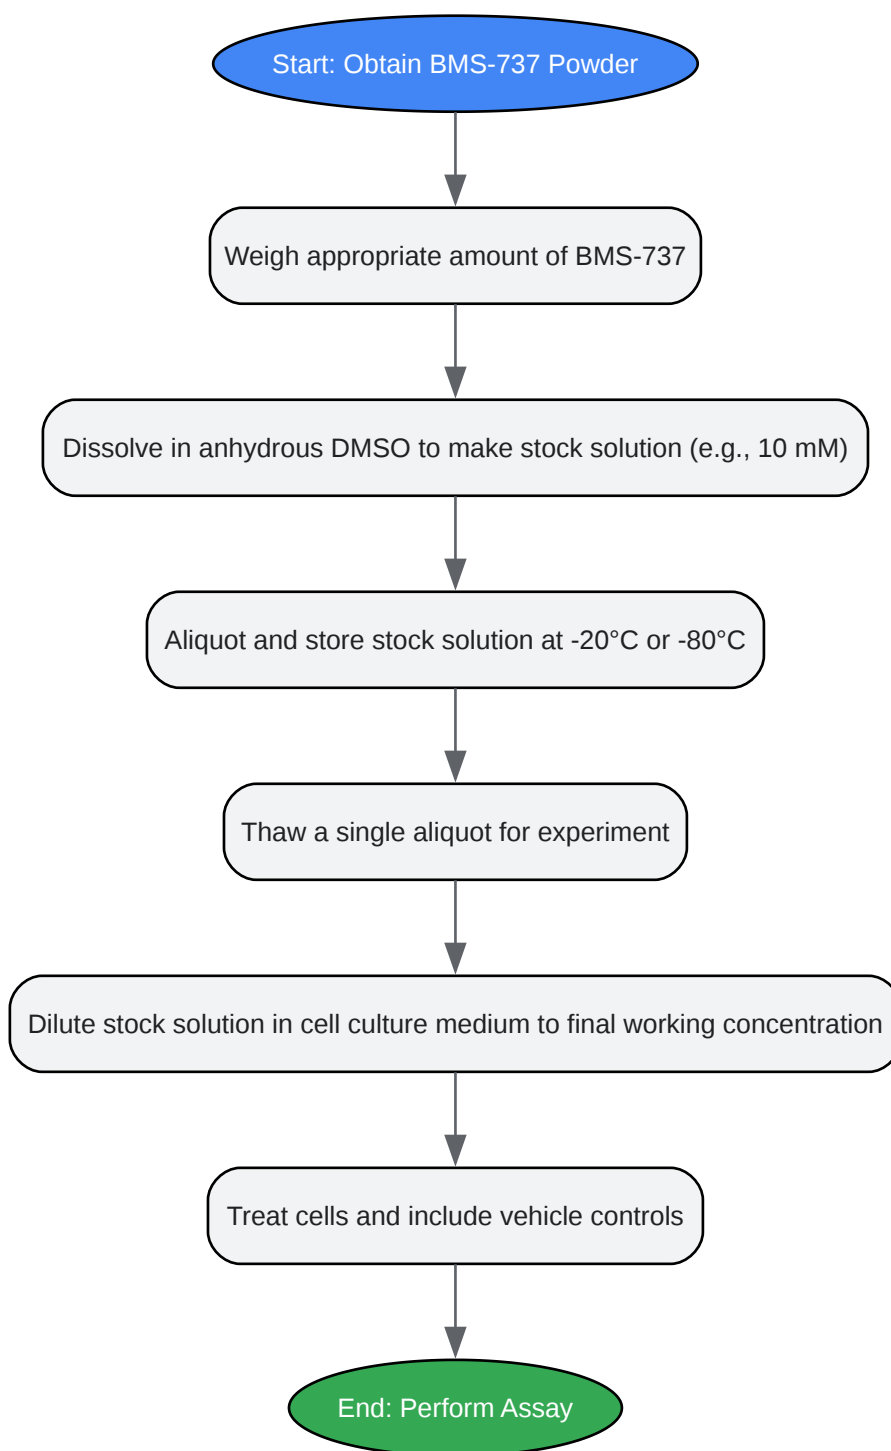 Start: Obtain BMS-737 Powder
Weigh appropriate amount of BMS-737
Dissolve in anhydrous DMSO to make stock solution (e.g., 10 mM)
Aliquot and store stock solution at -20°C or -80°C
Thaw a single aliquot for experiment
Dilute stock solution in cell culture medium to final working concentration
Treat cells and include vehicle controls
End: Perform Assay